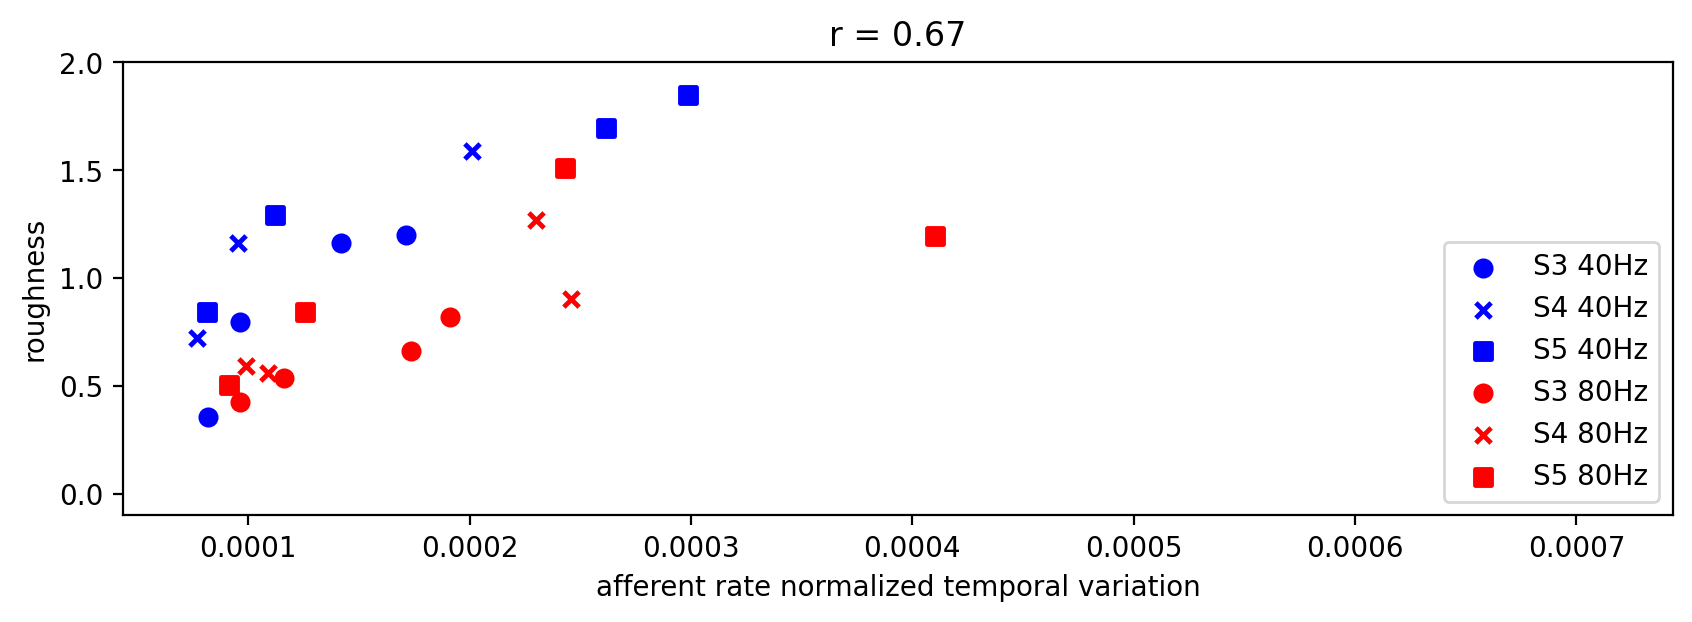 r = 0.67
2.0
1.5
1.0
0.5
0.0
roughness
S3 40Hz
S4 40Hz
S5 40Hz
S3 80Hz
S4 80Hz
S5 80Hz
0.0001 0.0002 0.0003 0.0004 0.0005 0.0006 0.0007
afferent rate normalized temporal variation